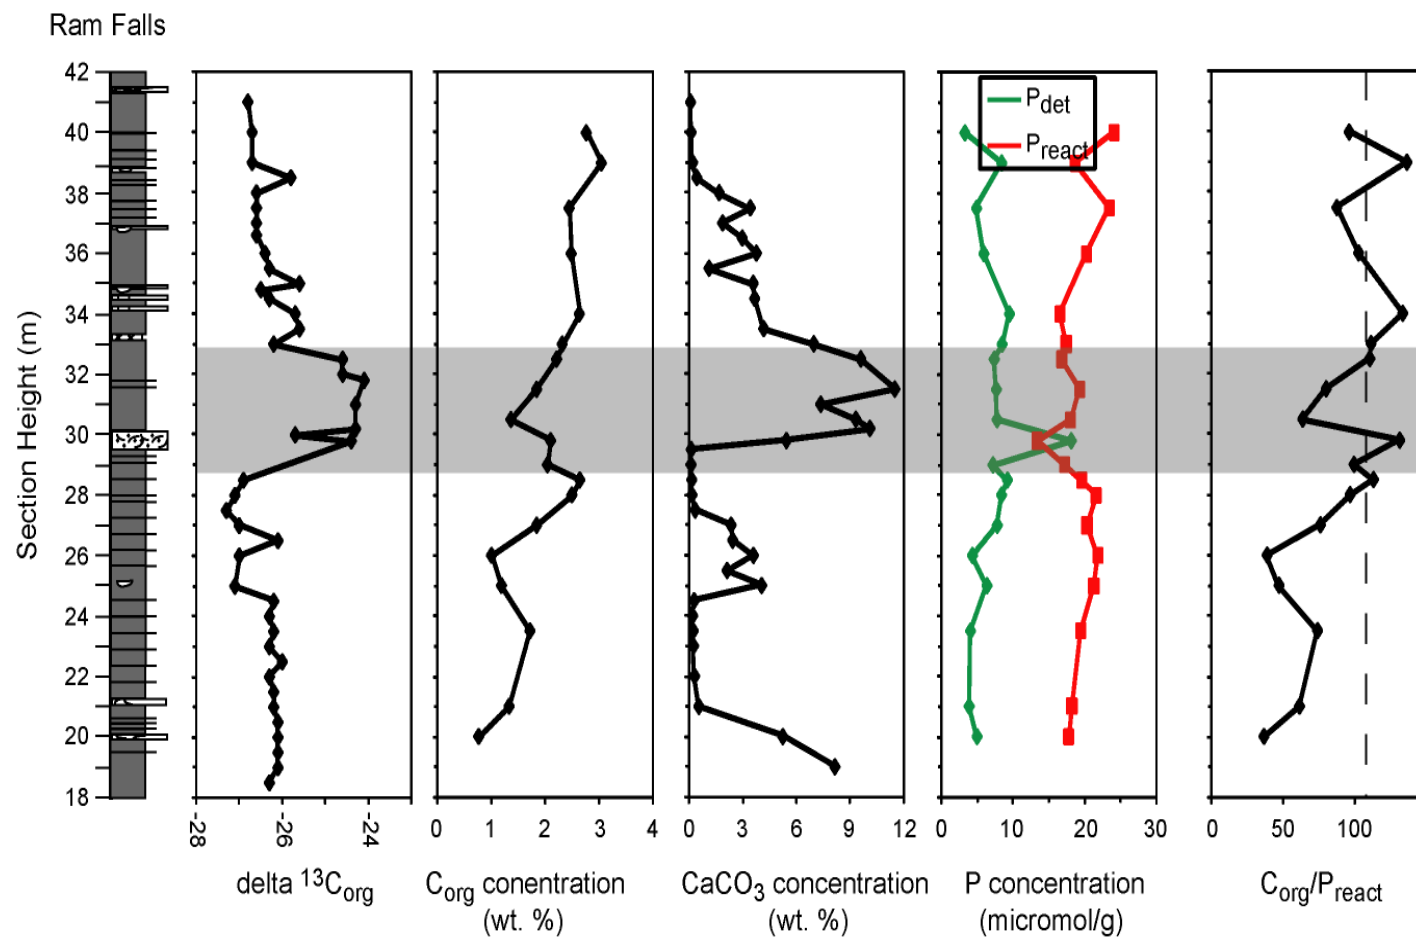 Ram Falls
Section Height (m)
42
40
38
36
34
32
30
28
26
24
22
20
18
-28
-26
-24
delta ¹³Corg
0 1 2 3 4
Corg conentration
(wt. %)
0 3 6 9 12
CaCO₃ concentration
(wt. %)
Pdet
Preact
0 10 20 30
P concentration
(micromol/g)
0 50 100
Corg/Preact